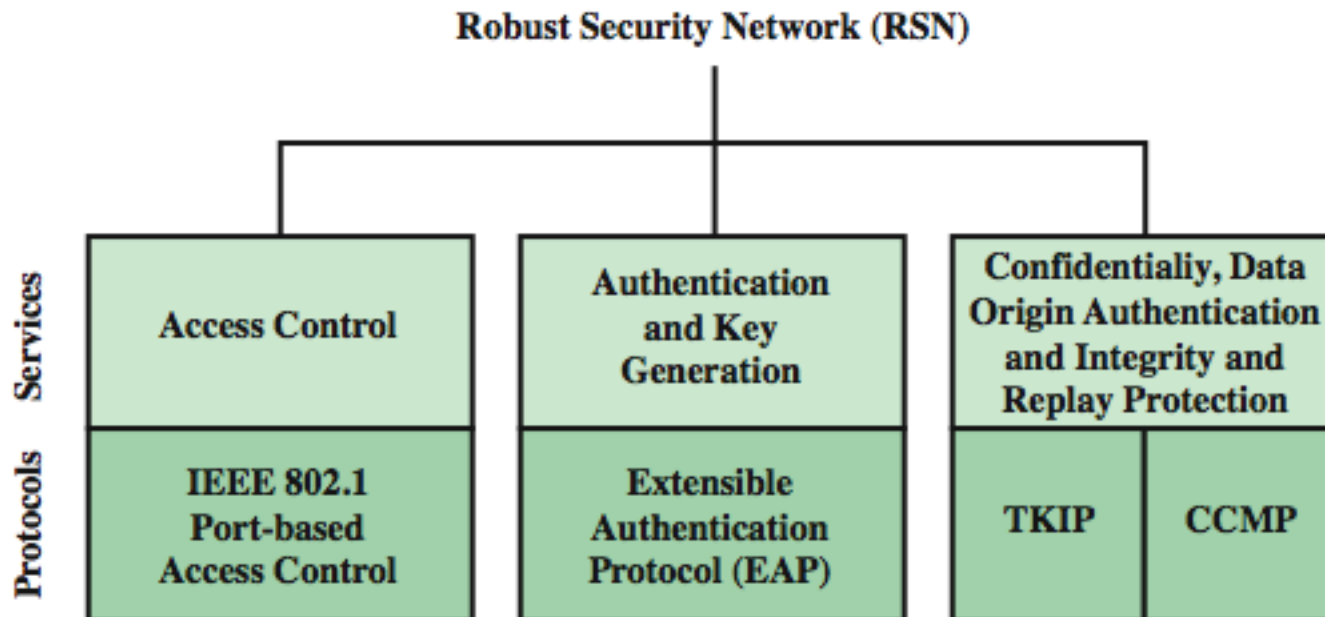 Robust Security Network (RSN)
Services
Access Control
Authentication
and Key
Generation
Confidentialiy, Data
Origin Authentication
and Integrity and
Replay Protection
Protocols
IEEE 802.1
Port-based
Access Control
Extensible
Authentication
Protocol (EAP)
TKIP
CCMP